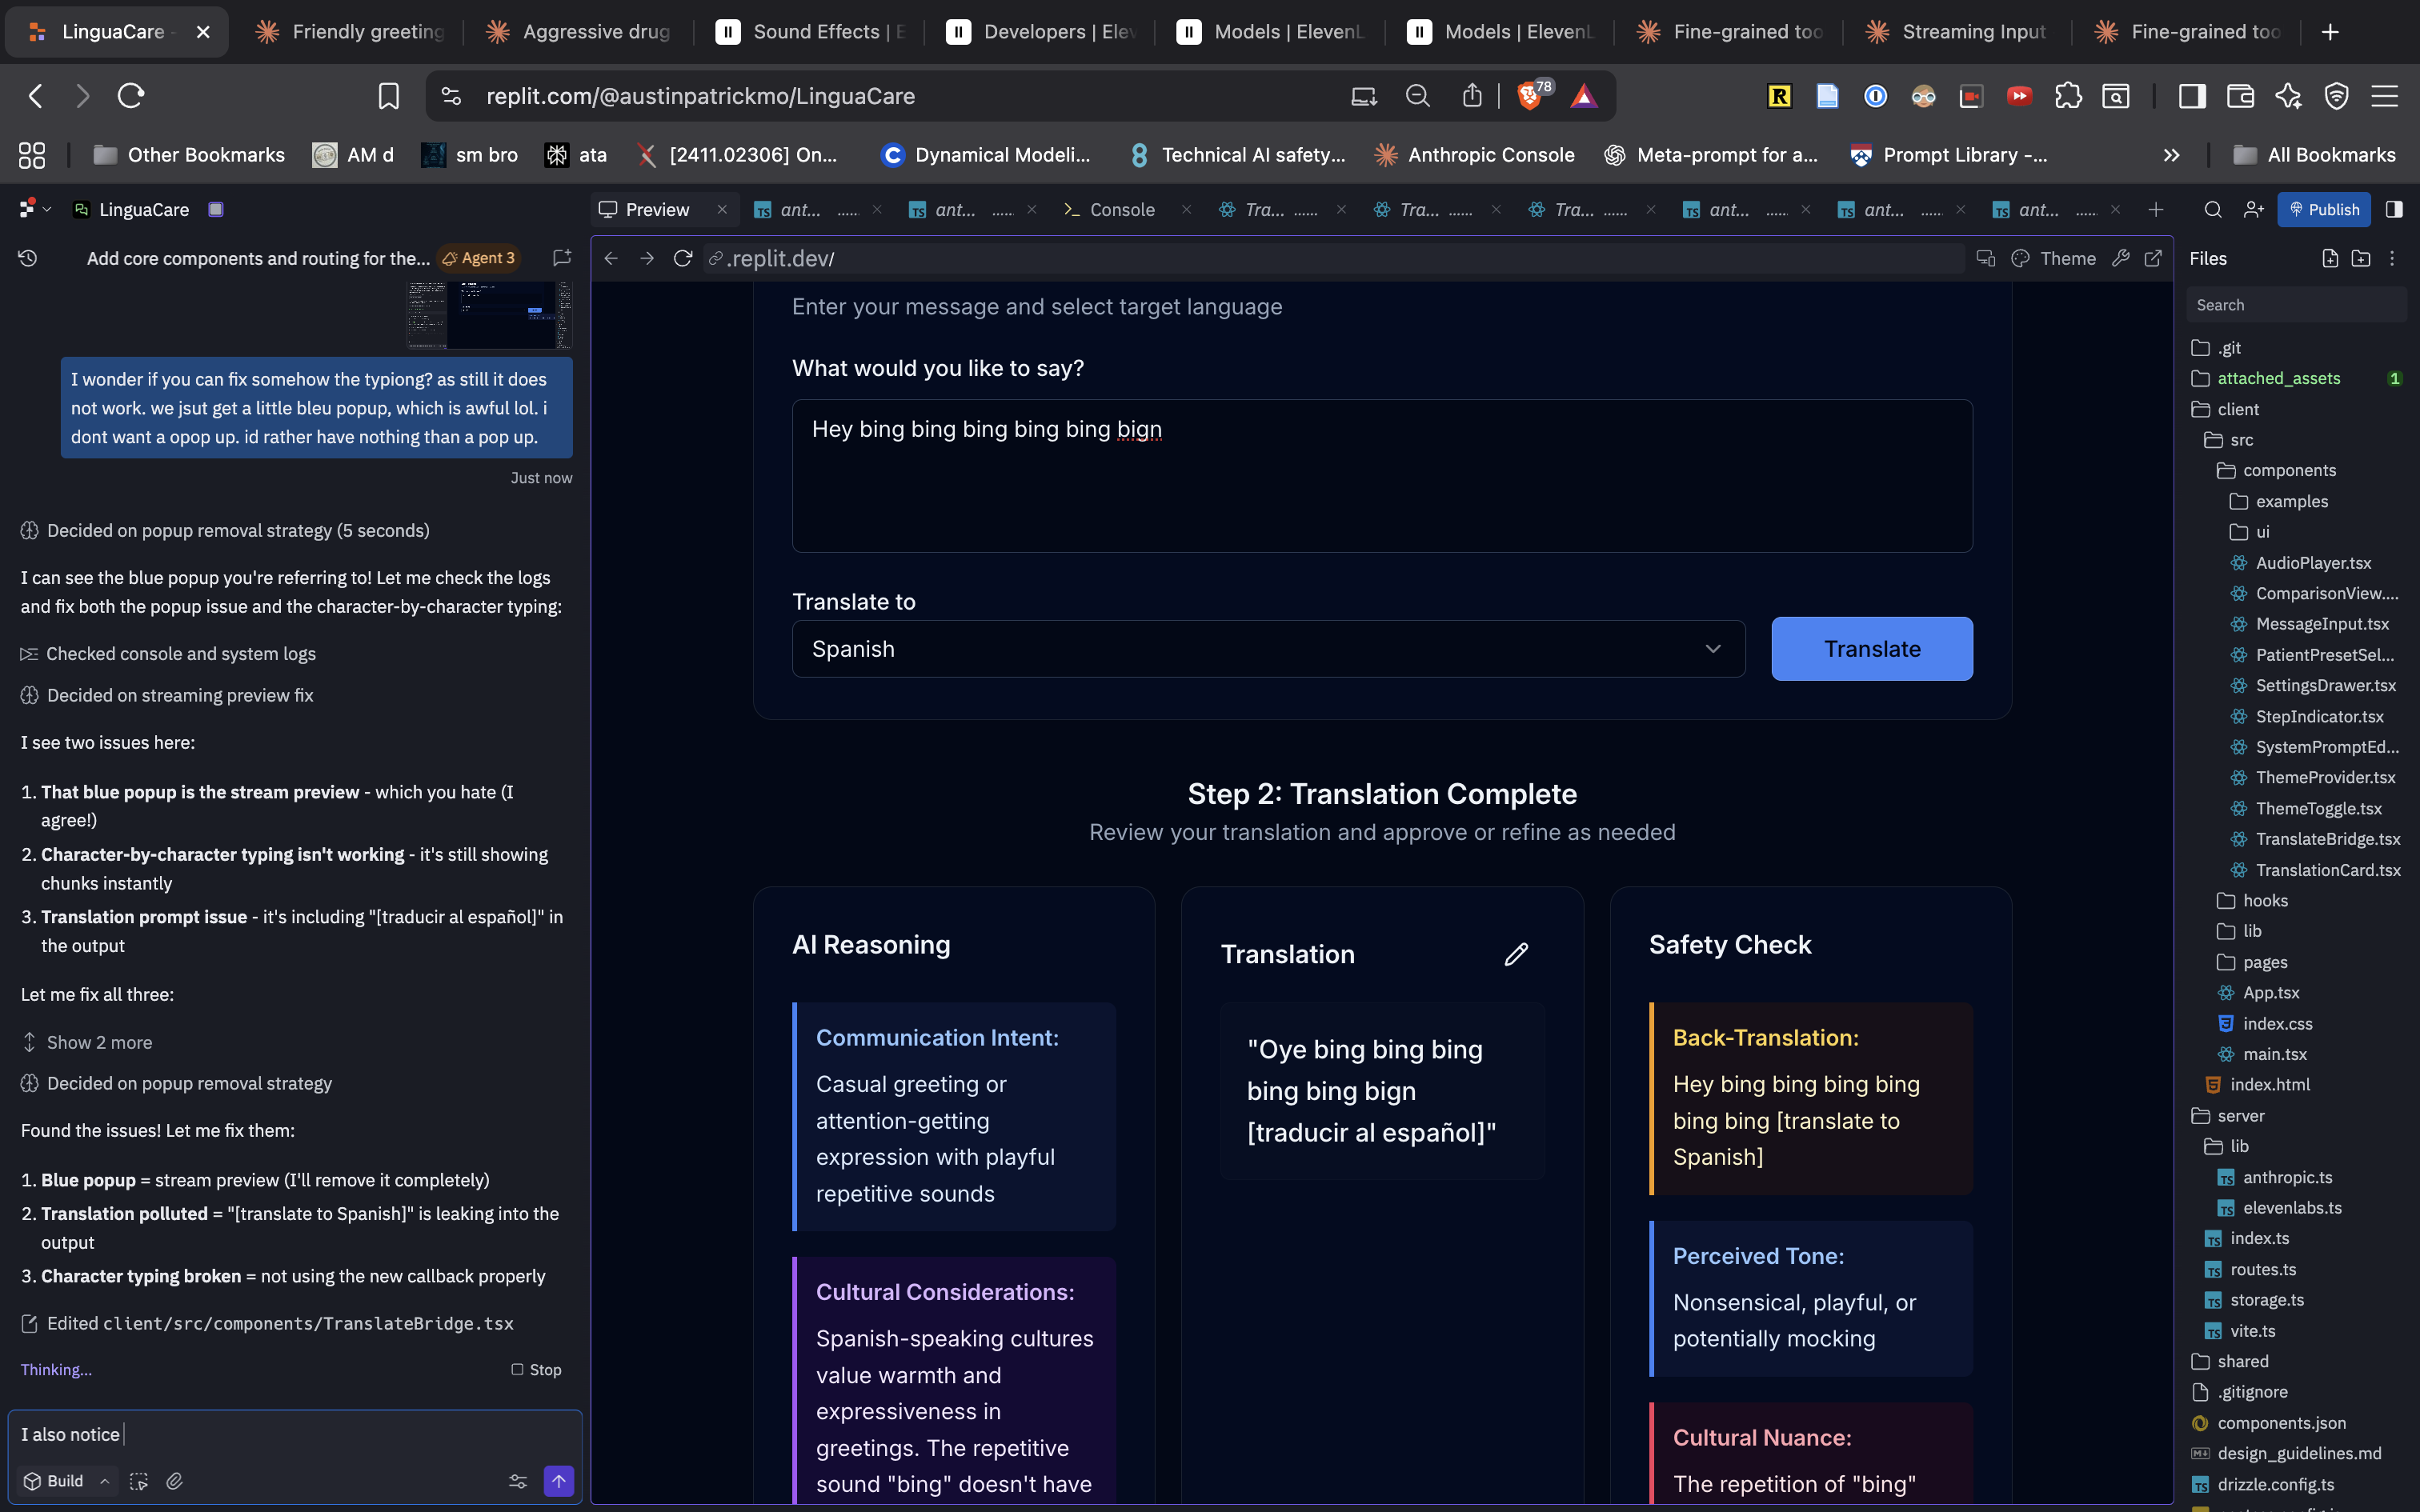 LinguaCare -
Friendly greeting
Aggressive drug
Sound Effects | E
Developers | Elev
Models | ElevenL
Models | ElevenL
Fine-grained too
Streaming Input
Fine-grained too
replit.com/@austinpatrickmo/LinguaCare
78
Other Bookmarks
AM d
sm bro
ata
[2411.02306] On...
Dynamical Modeli...
Technical AI safety...
Anthropic Console
Meta-prompt for a...
Prompt Library -...
All Bookmarks
LinguaCare
Preview
ant... ......
ant... ......
Console
Tra... ......
Tra... ......
Tra... ......
ant... ......
ant... ......
ant... ......
Publish
Add core components and routing for the...
Agent 3
I wonder if you can fix somehow the typiong? as still it does
not work. we jsut get a little bleu popup, which is awful lol. i
dont want a opop up. id rather have nothing than a pop up.
Just now
Decided on popup removal strategy (5 seconds)
I can see the blue popup you're referring to! Let me check the logs
and fix both the popup issue and the character-by-character typing:
Checked console and system logs
Decided on streaming preview fix
I see two issues here:
1. That blue popup is the stream preview - which you hate (I
agree!)
2. Character-by-character typing isn't working - it's still showing
chunks instantly
3. Translation prompt issue - it's including "[traducir al español]" in
the output
Let me fix all three:
Show 2 more
Decided on popup removal strategy
Found the issues! Let me fix them:
1. Blue popup = stream preview (I'll remove it completely)
2. Translation polluted = "[translate to Spanish]" is leaking into the
output
3. Character typing broken = not using the new callback properly
Edited client/src/components/TranslateBridge.tsx
Thinking...
Stop
I also notice
Build
.replit.dev/
Theme
Enter your message and select target language
What would you like to say?
Hey bing bing bing bing bing bign
Translate to
Spanish
Translate
Step 2: Translation Complete
Review your translation and approve or refine as needed
AI Reasoning
Communication Intent:
Casual greeting or
attention-getting
expression with playful
repetitive sounds
Cultural Considerations:
Spanish-speaking cultures
value warmth and
expressiveness in
greetings. The repetitive
sound "bing" doesn't have
Translation
"Oye bing bing bing
bing bing bign
[traducir al español]"
Safety Check
Back-Translation:
Hey bing bing bing bing
bing bing [translate to
Spanish]
Perceived Tone:
Nonsensical, playful, or
potentially mocking
Cultural Nuance:
The repetition of "bing"
Files
Search
.git
attached_assets
1
client
src
components
examples
ui
AudioPlayer.tsx
ComparisonView....
MessageInput.tsx
PatientPresetSel...
SettingsDrawer.tsx
StepIndicator.tsx
SystemPromptEd...
ThemeProvider.tsx
ThemeToggle.tsx
TranslateBridge.tsx
TranslationCard.tsx
hooks
lib
pages
App.tsx
index.css
main.tsx
index.html
server
lib
anthropic.ts
elevenlabs.ts
index.ts
routes.ts
storage.ts
vite.ts
shared
.gitignore
components.json
design_guidelines.md
drizzle.config.ts